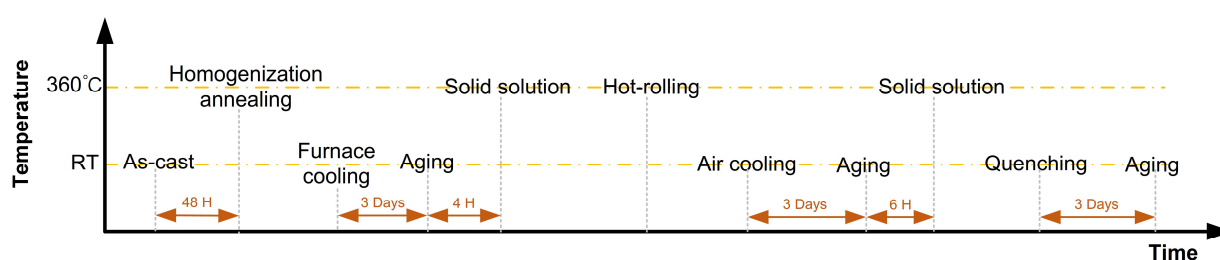 Temperature
360°C
Homogenization
annealing
Solid solution
Hot-rolling
Solid solution
RT
As-cast
Furnace
cooling
Aging
Air cooling
Aging
Quenching
Aging
48 H
3 Days
4 H
3 Days
6 H
3 Days
Time